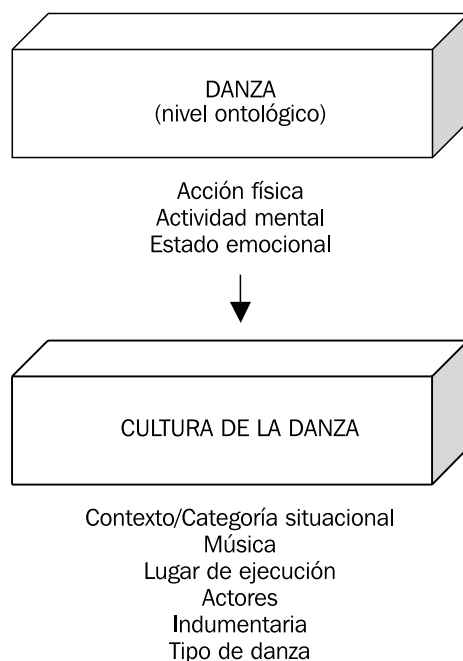 DANZA
(nivel ontológico)
Acción física
Actividad mental
Estado emocional
CULTURA DE LA DANZA
Contexto/Categoría situacional
Música
Lugar de ejecución
Actores
Indumentaria
Tipo de danza